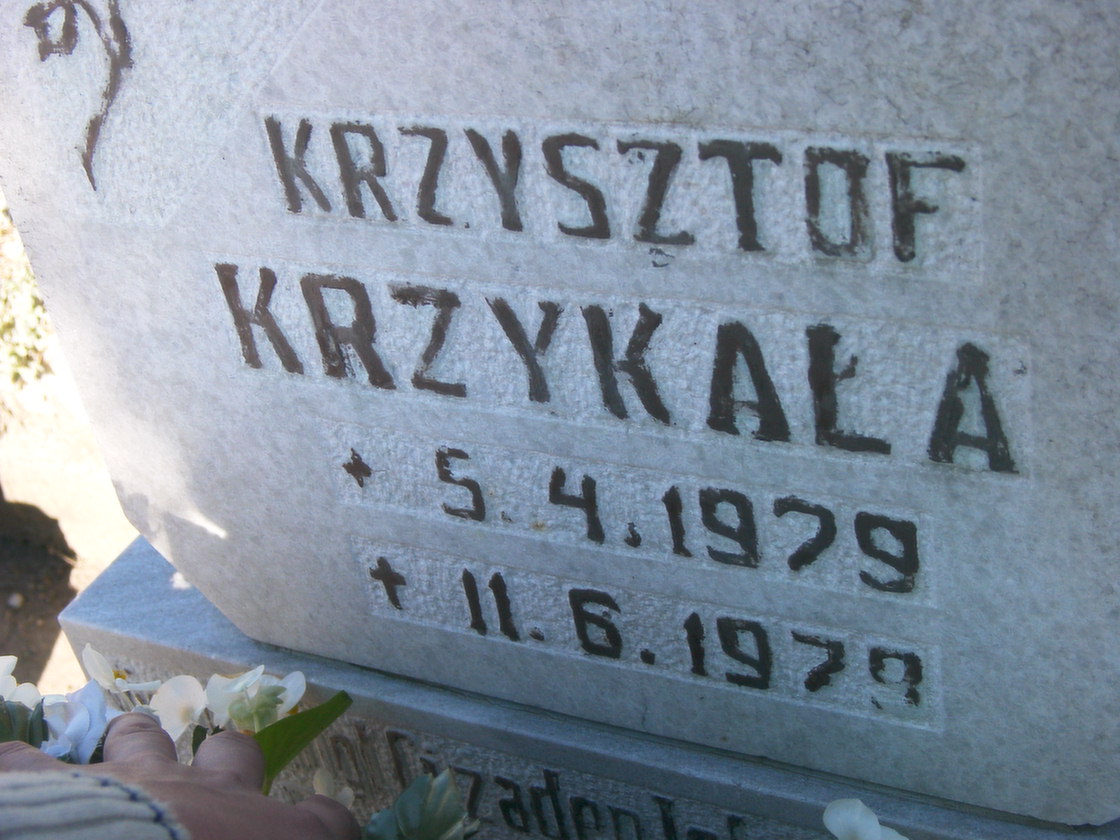 KRZYSZTOF
KRZYKAŁA
5. 4. 1979
† 11. 6. 1979